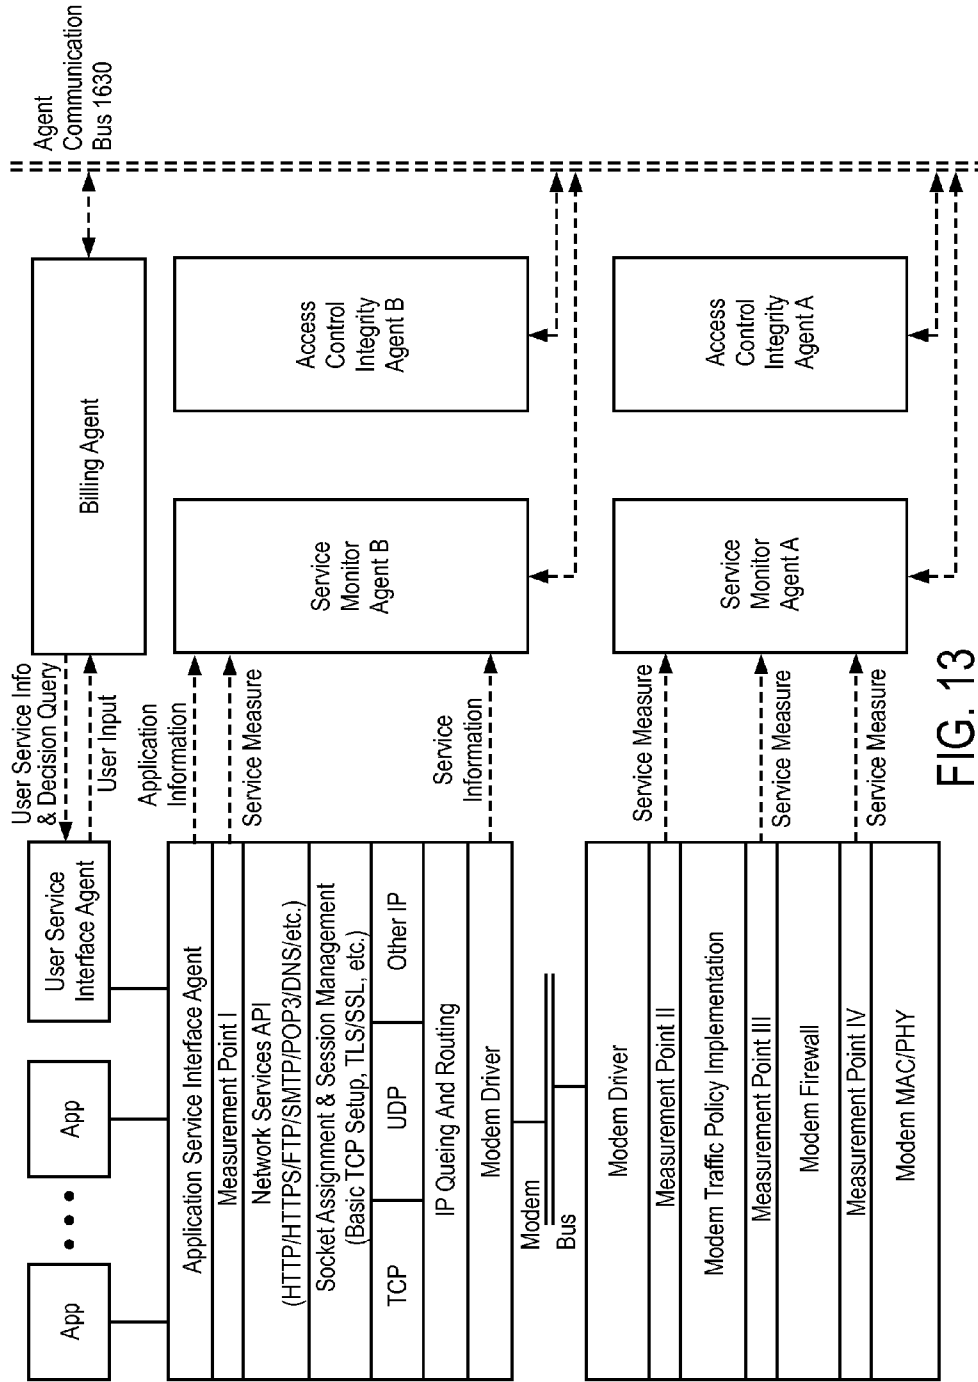 App
App
User Service
Interface Agent
User Service Info
& Decision Query
User Input
Billing Agent
Agent
Communication
Bus 1630
Application Service Interface Agent
Measurement Point I
Network Services API
(HTTP/HTTPS/FTP/SMTP/POP3/DNS/etc.)
Socket Assignment & Session Management
(Basic TCP Setup, TLS/SSL, etc.)
TCP
UDP
Other IP
IP Queing And Routing
Modem Driver
Application
Information
Service Measure
Service
Information
Service
Monitor
Agent B
Access
Control
Integrity
Agent B
Modem
Bus
Modem Driver
Measurement Point II
Modem Traffic Policy Implementation
Measurement Point III
Modem Firewall
Measurement Point IV
Modem MAC/PHY
Service Measure
Service Measure
Service Measure
Service
Monitor
Agent A
Access
Control
Integrity
Agent A
FIG. 13